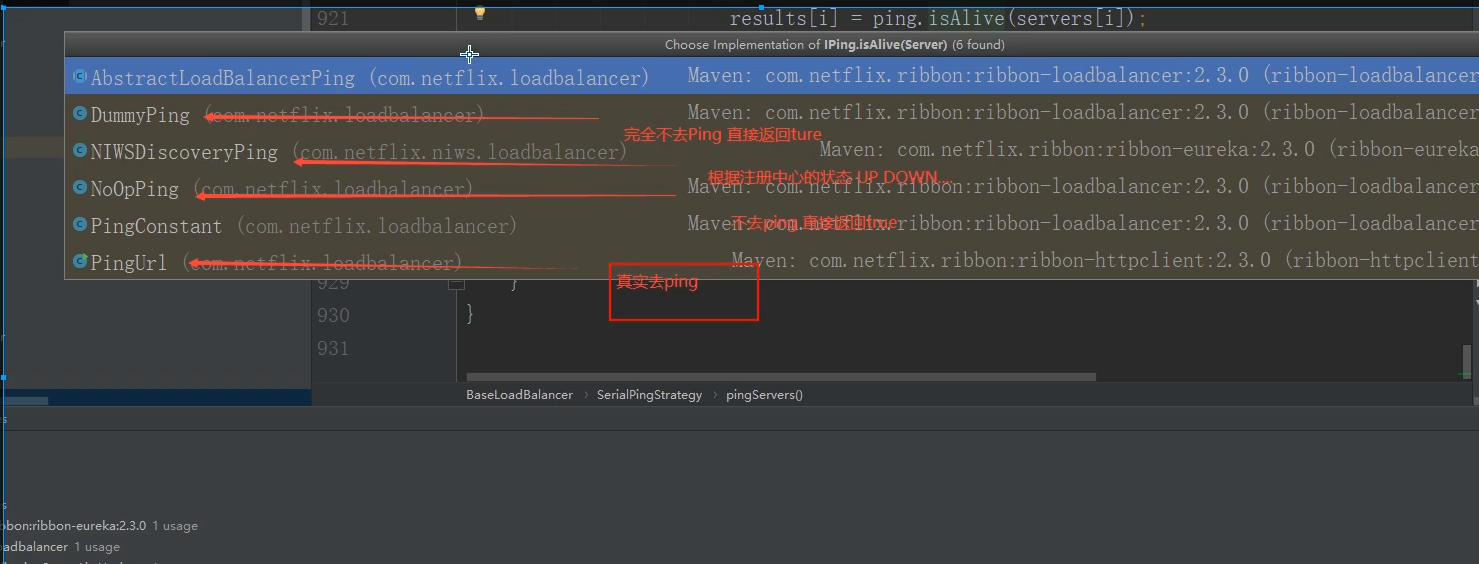 921
results[i] = ping.isAlive(servers[i]);
Choose Implementation of IPing.isAlive(Server) (6 found)
AbstractLoadBalancerPing (com.netflix.loadbalancer) Maven: com.netflix.ribbon:ribbon-loadbalancer:2.3.0 (ribbon-loadbalancer
DummyPing (com.netflix.loadbalancer) Maven: com.netflix.ribbon:ribbon-loadbalancer:2.3.0 (ribbon-loadbalancer
完全不去Ping 直接返回ture
NIWSDiscoveryPing (com.netflix.niws.loadbalancer) Maven: com.netflix.ribbon:ribbon-eureka:2.3.0 (ribbon-eureka
根据注册中心的状态 UP DOWN...
NoOpPing (com.netflix.loadbalancer) Maven: com.netflix.ribbon:ribbon-loadbalancer:2.3.0 (ribbon-loadbalancer
PingConstant (com.netflix.loadbalancer) Maven: com.netflix.ribbon:ribbon-loadbalancer:2.3.0 (ribbon-loadbalancer
不去ping 直接返回true
PingUrl (com.netflix.loadbalancer) Maven: com.netflix.ribbon:ribbon-httpclient:2.3.0 (ribbon-httpclient
真实去ping
929 }
930 }
931
BaseLoadBalancer › SerialPingStrategy › pingServers()
s
s
bbon:ribbon-eureka:2.3.0 1 usage
oadbalancer 1 usage